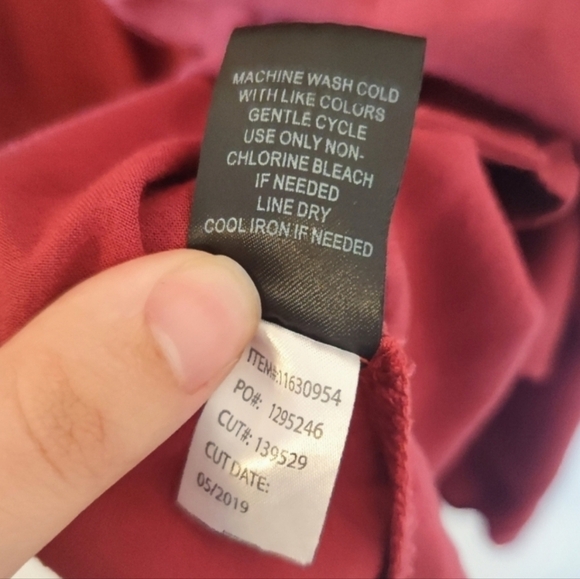 MACHINE WASH COLD
WITH LIKE COLORS
GENTLE CYCLE
USE ONLY NON-
CHLORINE BLEACH
IF NEEDED
LINE DRY
COOL IRON IF NEEDED
ITEM#:11630954
PO#: 1295246
CUT#: 139529
CUT DATE:
05/2019